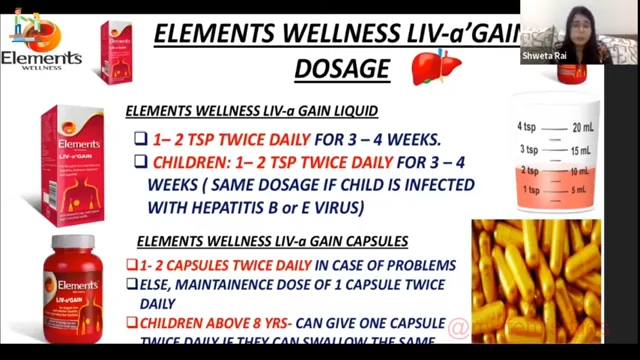 ELEMENTS WELLNESS LIV-a'GAIN
DOSAGE
Elements
WELLNESS
Shweta Rai
ELEMENTS WELLNESS LIV-a GAIN LIQUID
1– 2 TSP TWICE DAILY FOR 3 – 4 WEEKS.
CHILDREN: 1– 2 TSP TWICE DAILY FOR 3 – 4
WEEKS ( SAME DOSAGE IF CHILD IS INFECTED
WITH HEPATITIS B or E VIRUS)
Elements
LIV-a'GAIN
4 tsp 20 mL
3 tsp 15 mL
2 tsp 10 mL
1 tsp 5 mL
ELEMENTS WELLNESS LIV-a GAIN CAPSULES
1- 2 CAPSULES TWICE DAILY IN CASE OF PROBLEMS
ELSE, MAINTAINENCE DOSE OF 1 CAPSULE TWICE
DAILY
CHILDREN ABOVE 8 YRS- CAN GIVE ONE CAPSULE
TWICE DAILY IF THEY CAN SWALLOW THE SAME
Elements
LIV-a'GAIN